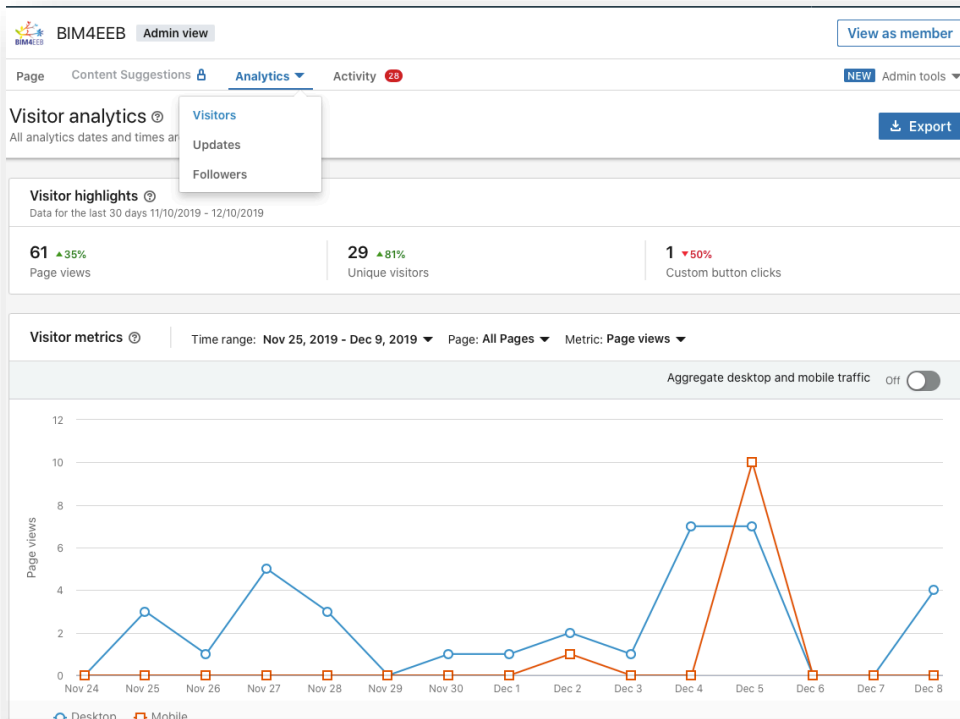 BIM4EEB
BIM4EEB Admin view
View as member
Page Content Suggestions Analytics Activity 28
NEW Admin tools
Visitor analytics
All analytics dates and times
Visitors
Updates
Followers
Export
Visitor highlights
Data for the last 30 days 11/10/2019 - 12/10/2019
61 35%
Page views
29 81%
Unique visitors
1 50%
Custom button clicks
Visitor metrics Time range: Nov 25, 2019 - Dec 9, 2019 Page: All Pages Metric: Page views
Aggregate desktop and mobile traffic Off
12
10
8
6
4
2
0
Page views
Nov 24 Nov 25 Nov 26 Nov 27 Nov 28 Nov 29 Nov 30 Dec 1 Dec 2 Dec 3 Dec 4 Dec 5 Dec 6 Dec 7 Dec 8
Desktop Mobile